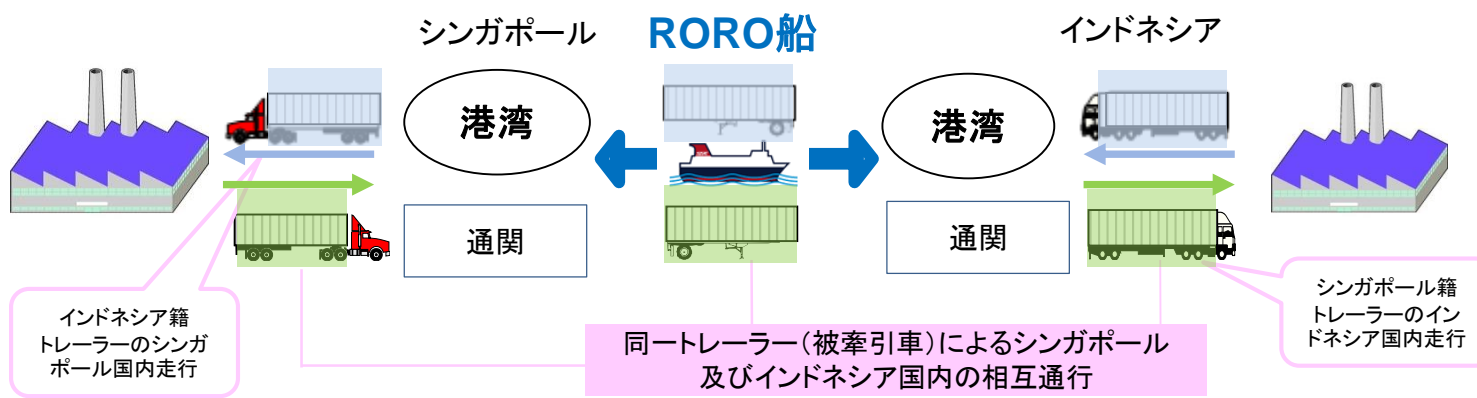 シンガポール
RORO船
インドネシア
港湾
港湾
通関
通関
インドネシア籍
トレーラーのシンガ
ポール国内走行
シンガポール籍
トレーラーのイン
ドネシア国内走行
同一トレーラー(被牽引車)によるシンガポール
及びインドネシア国内の相互通行